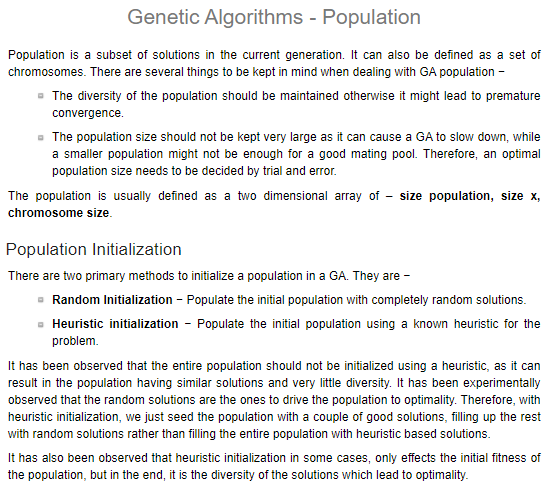 Genetic Algorithms - Population
Population is a subset of solutions in the current generation. It can also be defined as a set of
chromosomes. There are several things to be kept in mind when dealing with GA population −
The diversity of the population should be maintained otherwise it might lead to premature
convergence.
The population size should not be kept very large as it can cause a GA to slow down, while
a smaller population might not be enough for a good mating pool. Therefore, an optimal
population size needs to be decided by trial and error.
The population is usually defined as a two dimensional array of – size population, size x,
chromosome size.
Population Initialization
There are two primary methods to initialize a population in a GA. They are −
Random Initialization − Populate the initial population with completely random solutions.
Heuristic initialization − Populate the initial population using a known heuristic for the
problem.
It has been observed that the entire population should not be initialized using a heuristic, as it can
result in the population having similar solutions and very little diversity. It has been experimentally
observed that the random solutions are the ones to drive the population to optimality. Therefore, with
heuristic initialization, we just seed the population with a couple of good solutions, filling up the rest
with random solutions rather than filling the entire population with heuristic based solutions.
It has also been observed that heuristic initialization in some cases, only effects the initial fitness of
the population, but in the end, it is the diversity of the solutions which lead to optimality.